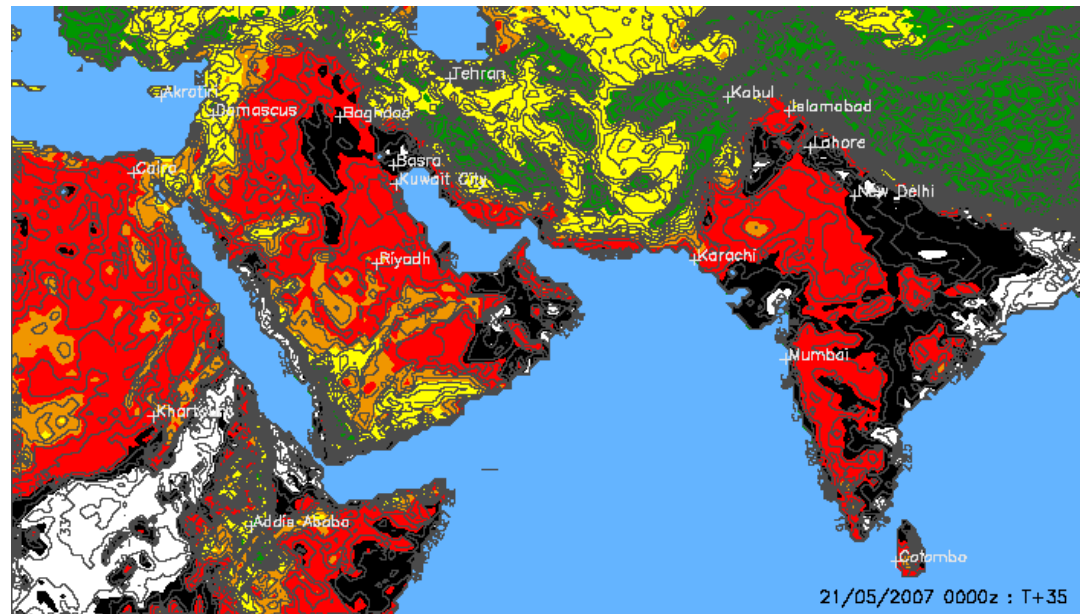 Tehran
Akrotiri
Kabul
Damascus
Baghdad
Islamabad
Lahore
Cairo
Basra
Kuwait City
New Delhi
Riyadh
Karachi
Mumbai
Khartoum
Addis Ababa
Colombo
21/05/2007 0000z : T+35